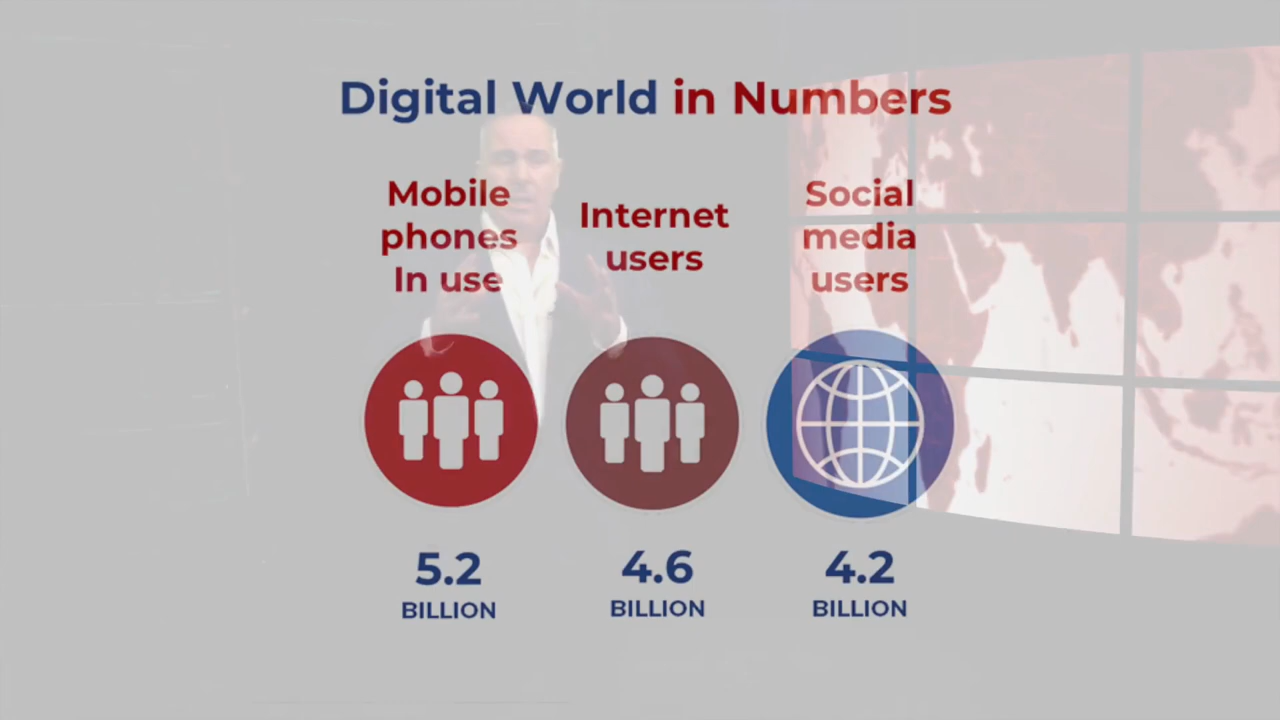 Digital World in Numbers
Mobile
phones
In use
Internet
users
Social
media
users
5.2
BILLION
4.6
BILLION
4.2
BILLION